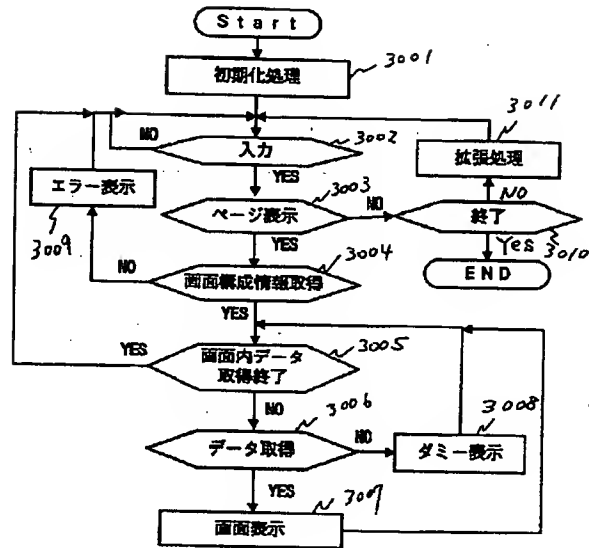 Start
初期化処理
3001
3011
NO
入力
3002
拡張処理
エラー表示
YES
3003
NO
NO
ページ表示
終了
3009
YES
3004
Yes
3010
NO
画面構成情報取得
END
YES
YES
画面内データ
取得終了
3005
NO
3006
3008
データ取得
NO
ダミー表示
YES
3007
画面表示